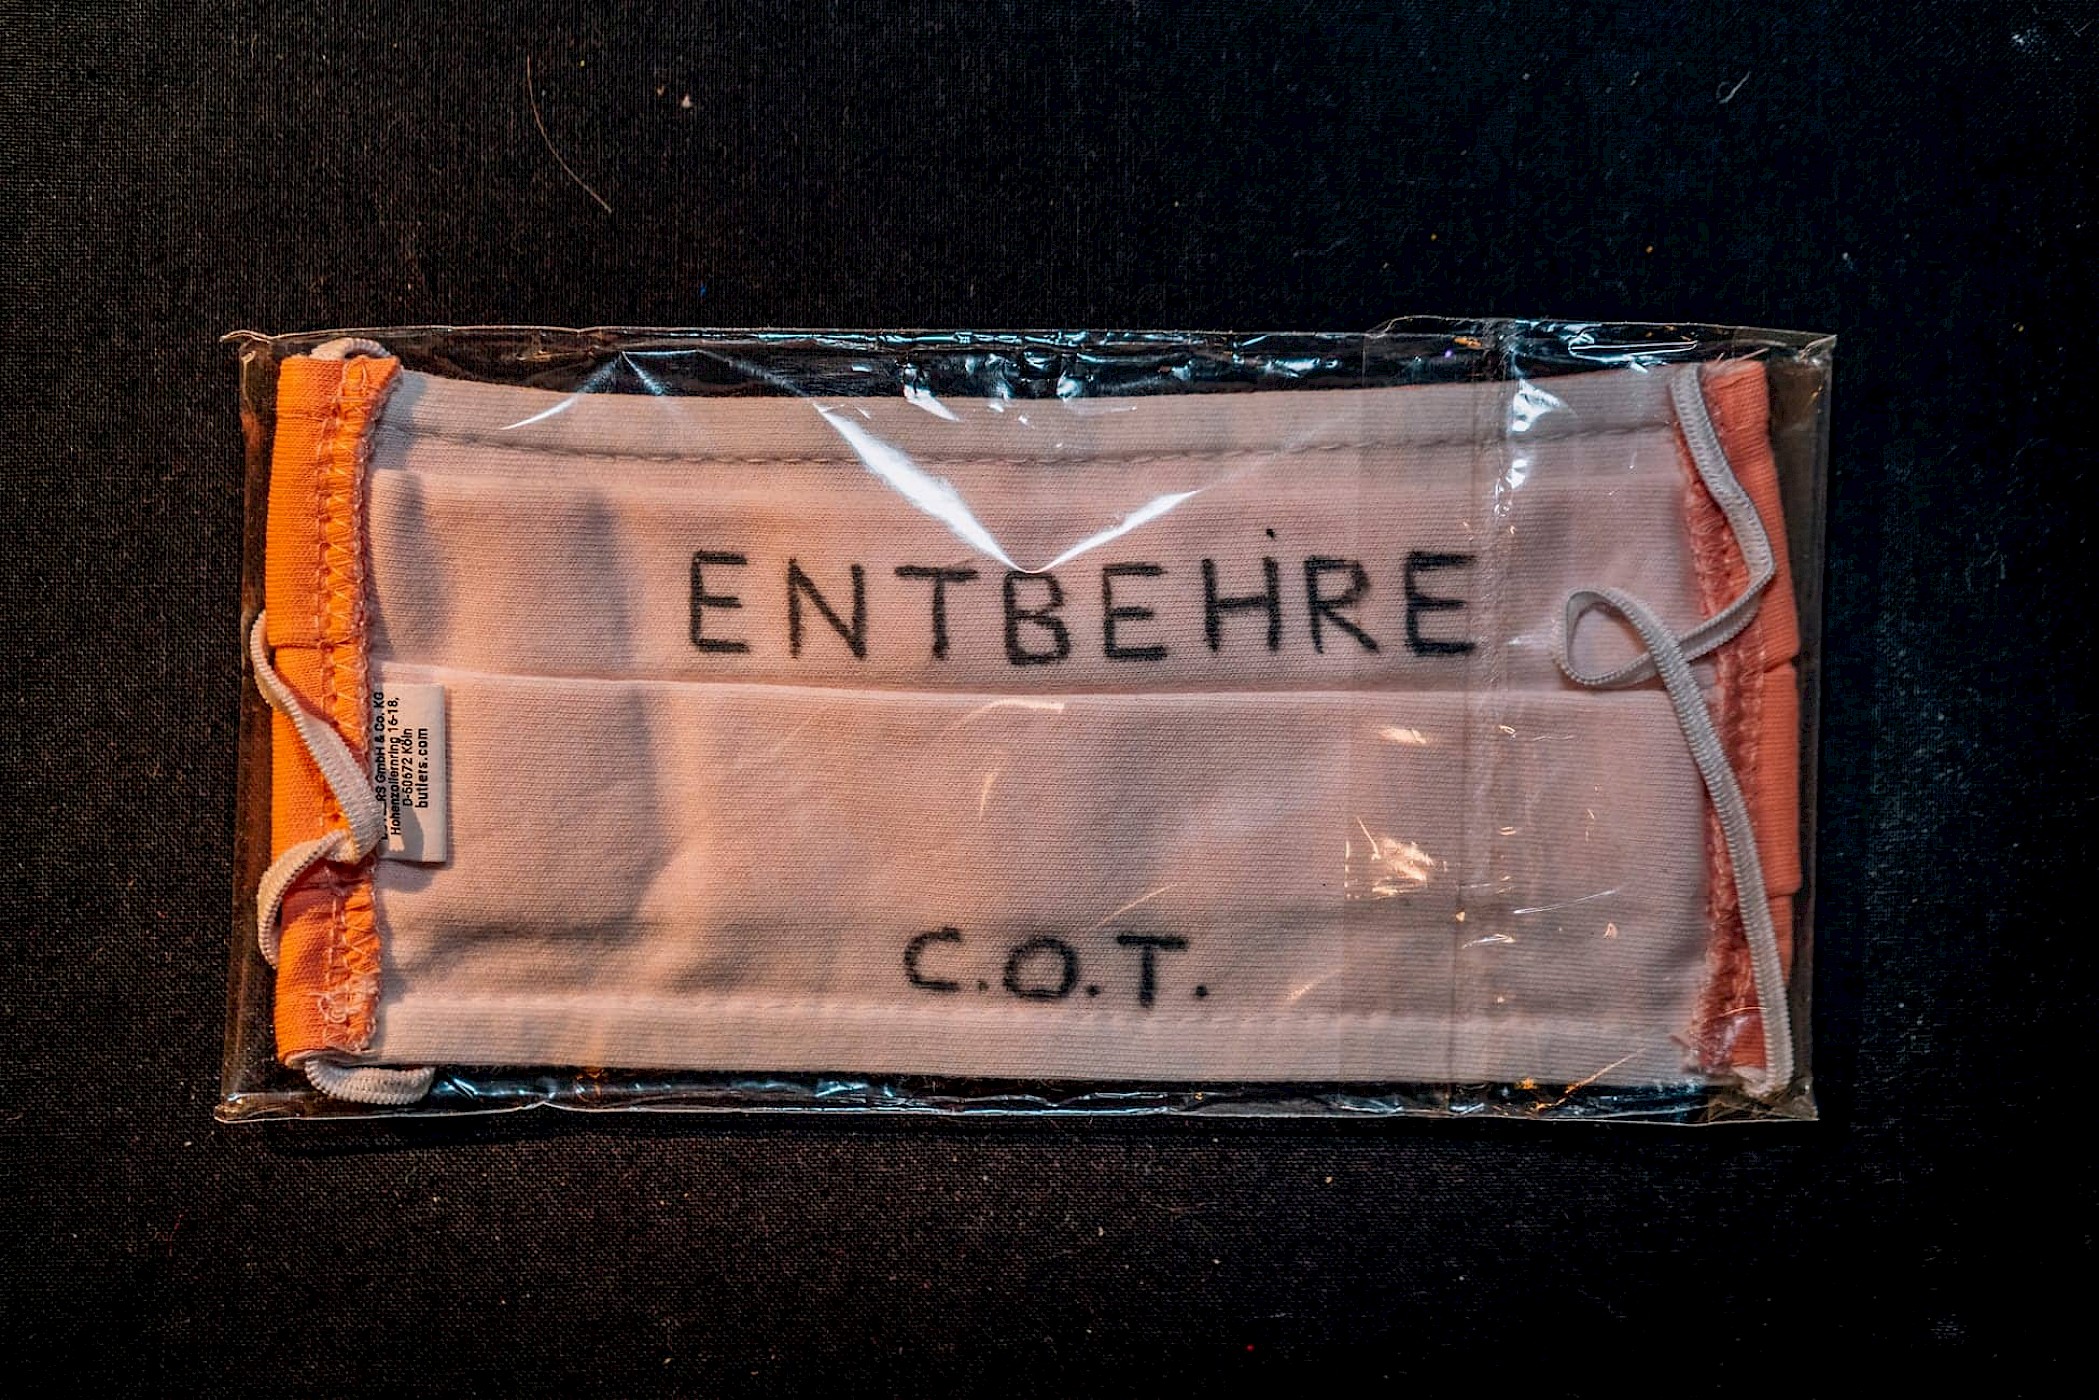 ENTBEHRE
C.O.T.
GmbH & Co. KG
Hohenzollernring 16-18,
D-50672 Köln
butlers.com